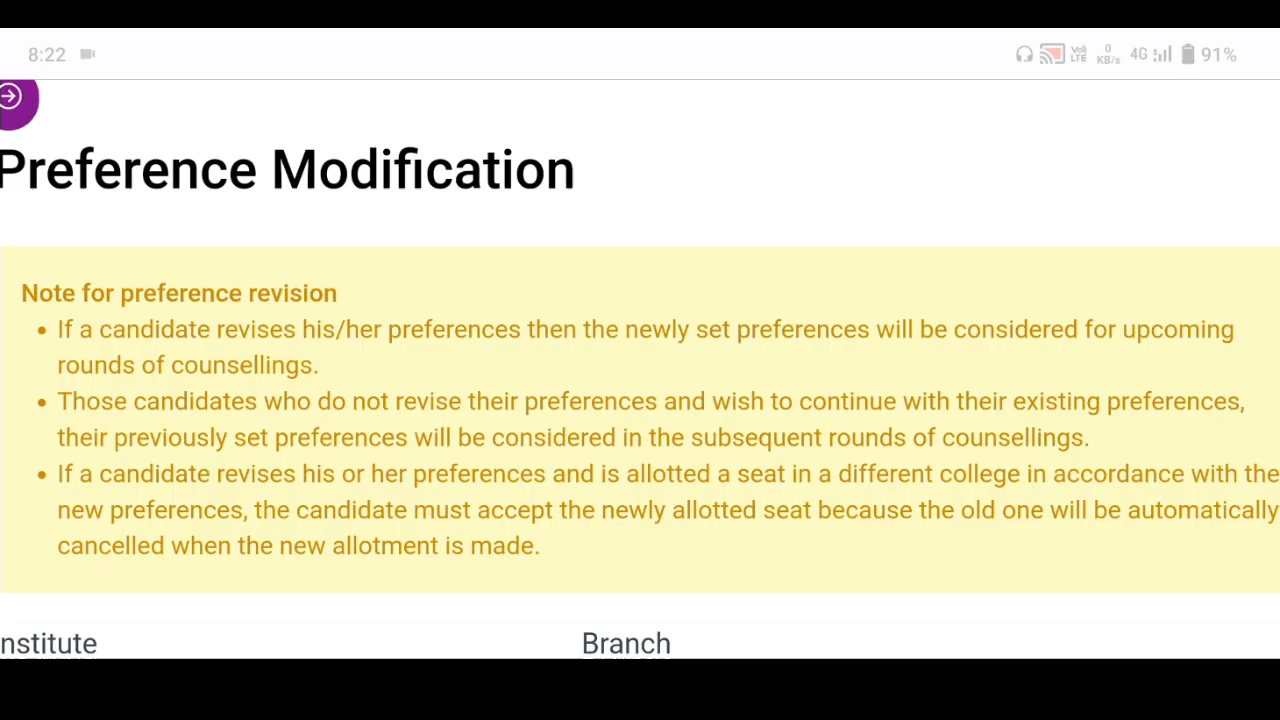 8:22 Vol) LTE 0 KB/s 4G 91%
Preference Modification
Note for preference revision
• If a candidate revises his/her preferences then the newly set preferences will be considered for upcoming
rounds of counsellings.
• Those candidates who do not revise their preferences and wish to continue with their existing preferences,
their previously set preferences will be considered in the subsequent rounds of counsellings.
• If a candidate revises his or her preferences and is allotted a seat in a different college in accordance with the
new preferences, the candidate must accept the newly allotted seat because the old one will be automatically
cancelled when the new allotment is made.
nstitute Branch